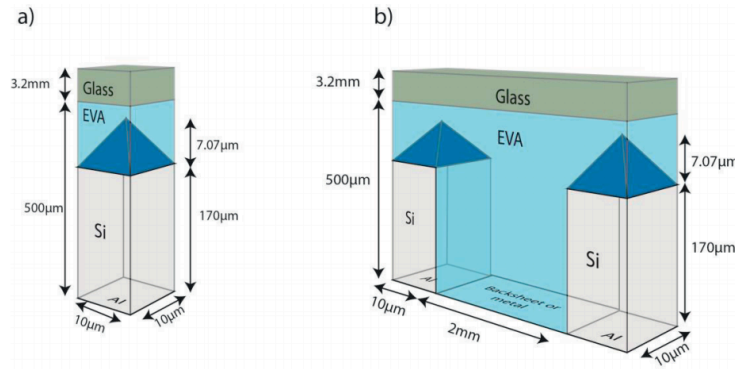 a)
3.2mm
Glass
EVA
7.07μm
500μm
Si
170μm
Al
10μm
10μm
b)
3.2mm
Glass
EVA
7.07μm
500μm
Si
Si
170μm
Al
Backsheet or
metal
Al
10μm
2mm
10μm